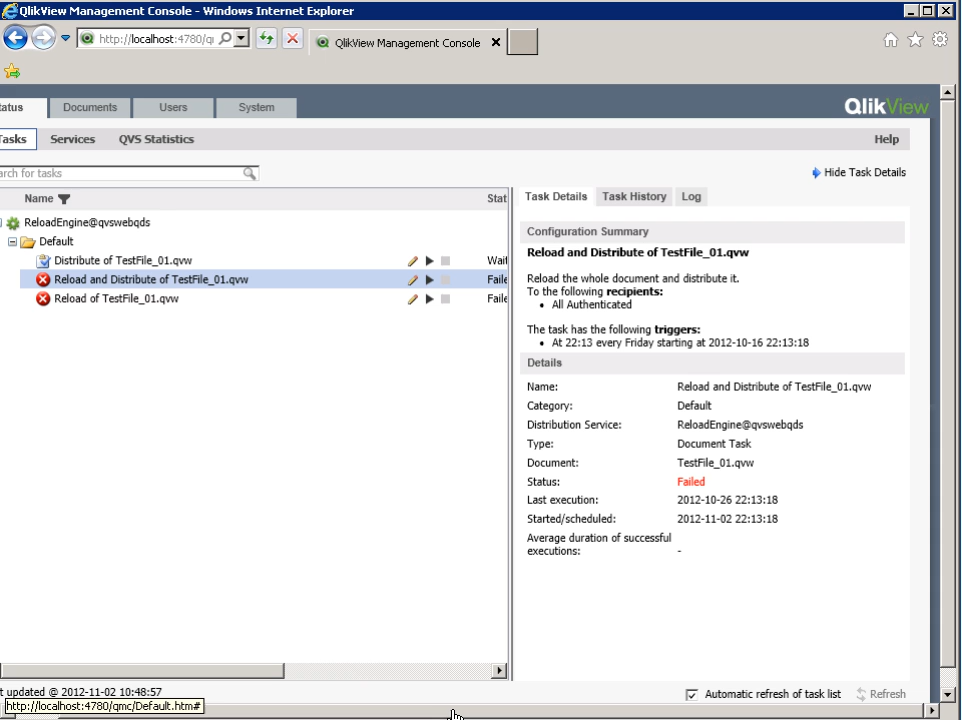 QlikView Management Console - Windows Internet Explorer
http://localhost:4780/q
QlikView Management Console
tatus
Documents
Users
System
QlikView
Tasks
Services
QVS Statistics
Help
arch for tasks
Hide Task Details
Name
Stat
Task Details
Task History
Log
ReloadEngine@qvswebqds
Configuration Summary
Default
Reload and Distribute of TestFile_01.qvw
Distribute of TestFile_01.qvw
Wait
Reload and Distribute of TestFile_01.qvw
Faile
Reload the whole document and distribute it.
To the following recipients:
Reload of TestFile_01.qvw
Faile
• All Authenticated
The task has the following triggers:
• At 22:13 every Friday starting at 2012-10-16 22:13:18
Details
Name: Reload and Distribute of TestFile_01.qvw
Category: Default
Distribution Service: ReloadEngine@qvswebqds
Type: Document Task
Document: TestFile_01.qvw
Status: Failed
Last execution: 2012-10-26 22:13:18
Started/scheduled: 2012-11-02 22:13:18
Average duration of successful
executions: -
t updated @ 2012-11-02 10:48:57
Automatic refresh of task list
Refresh
http://localhost:4780/qmc/Default.htm#